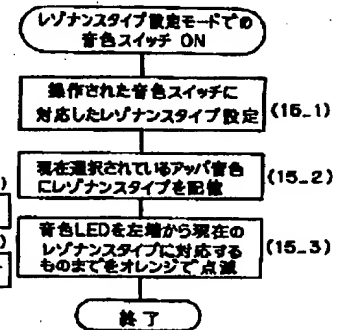 レゾナンスタイプ設定モードでの
音色スイッチ ON
操作された音色スイッチに
対応したレゾナンスタイプ設定
(15_1)
現在選択されているアッパ音色
にレゾナンスタイプを記憶
(15_2)
音色LEDを左端から現在の
レゾナンスタイプに対応する
ものまでをオレンジで点滅
(15_3)
終了